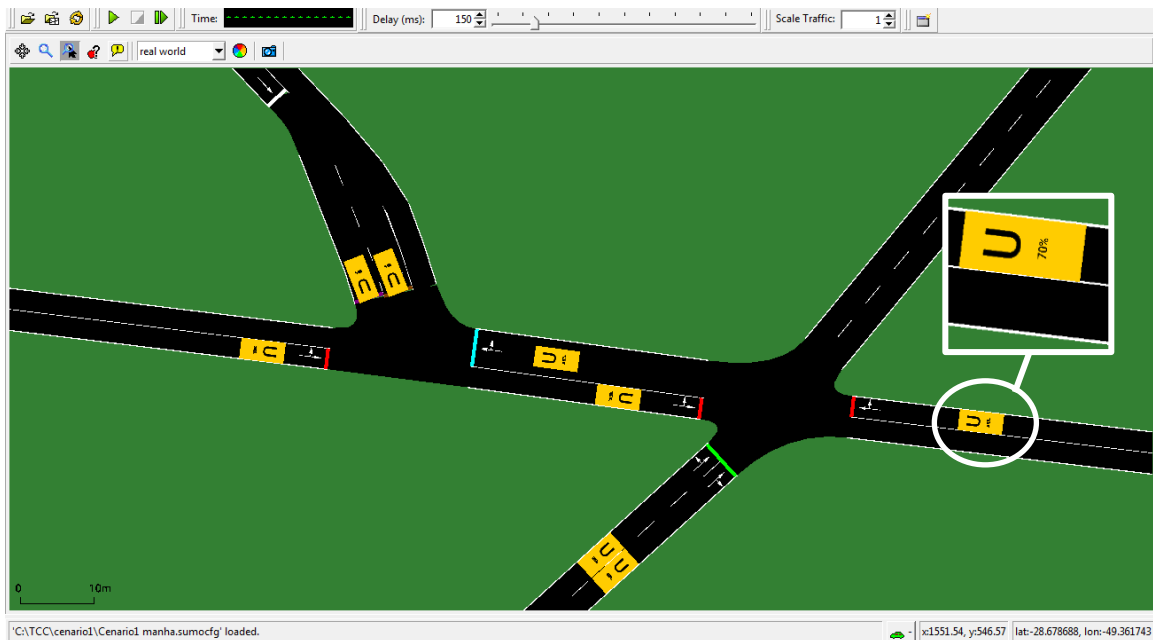 Time:
Delay (ms): 150
Scale Traffic: 1
real world
U 70%
U
U
U
U
U
U
U
U
0 10m
'C:\TCC\cenario1\Cenario1 manha.sumocfg' loaded.
x:1551.54, y:546.57
lat:-28.678688, lon:-49.361743